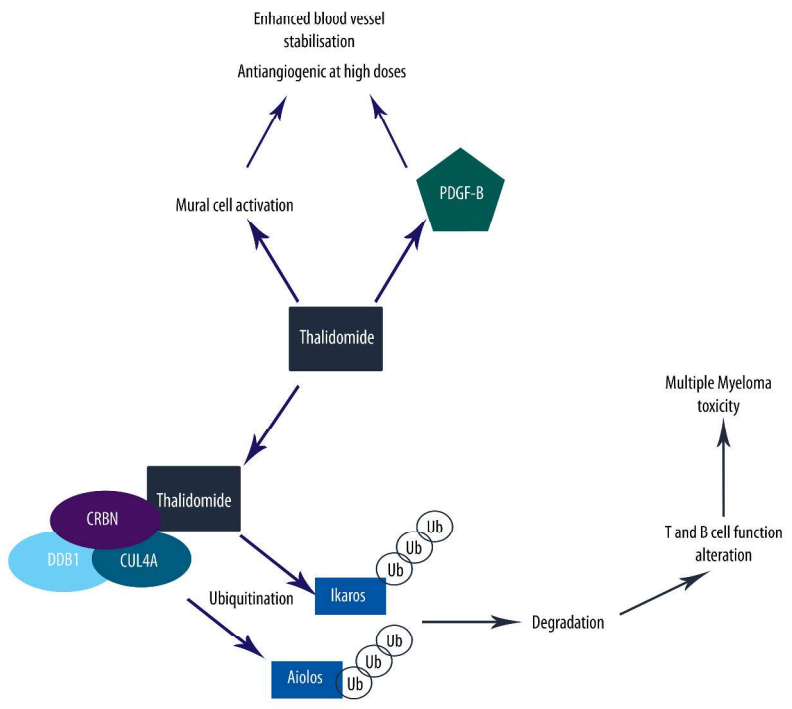 Enhanced blood vessel
stabilisation
Antiangiogenic at high doses
Mural cell activation
PDGF-B
Thalidomide
Multiple Myeloma
toxicity
Thalidomide
CRBN
DDB1
CUL4A
Ub
Ub
Ub
T and B cell function
alteration
Ubiquitination
Ikaros
Degradation
Ub
Ub
Ub
Aiolos